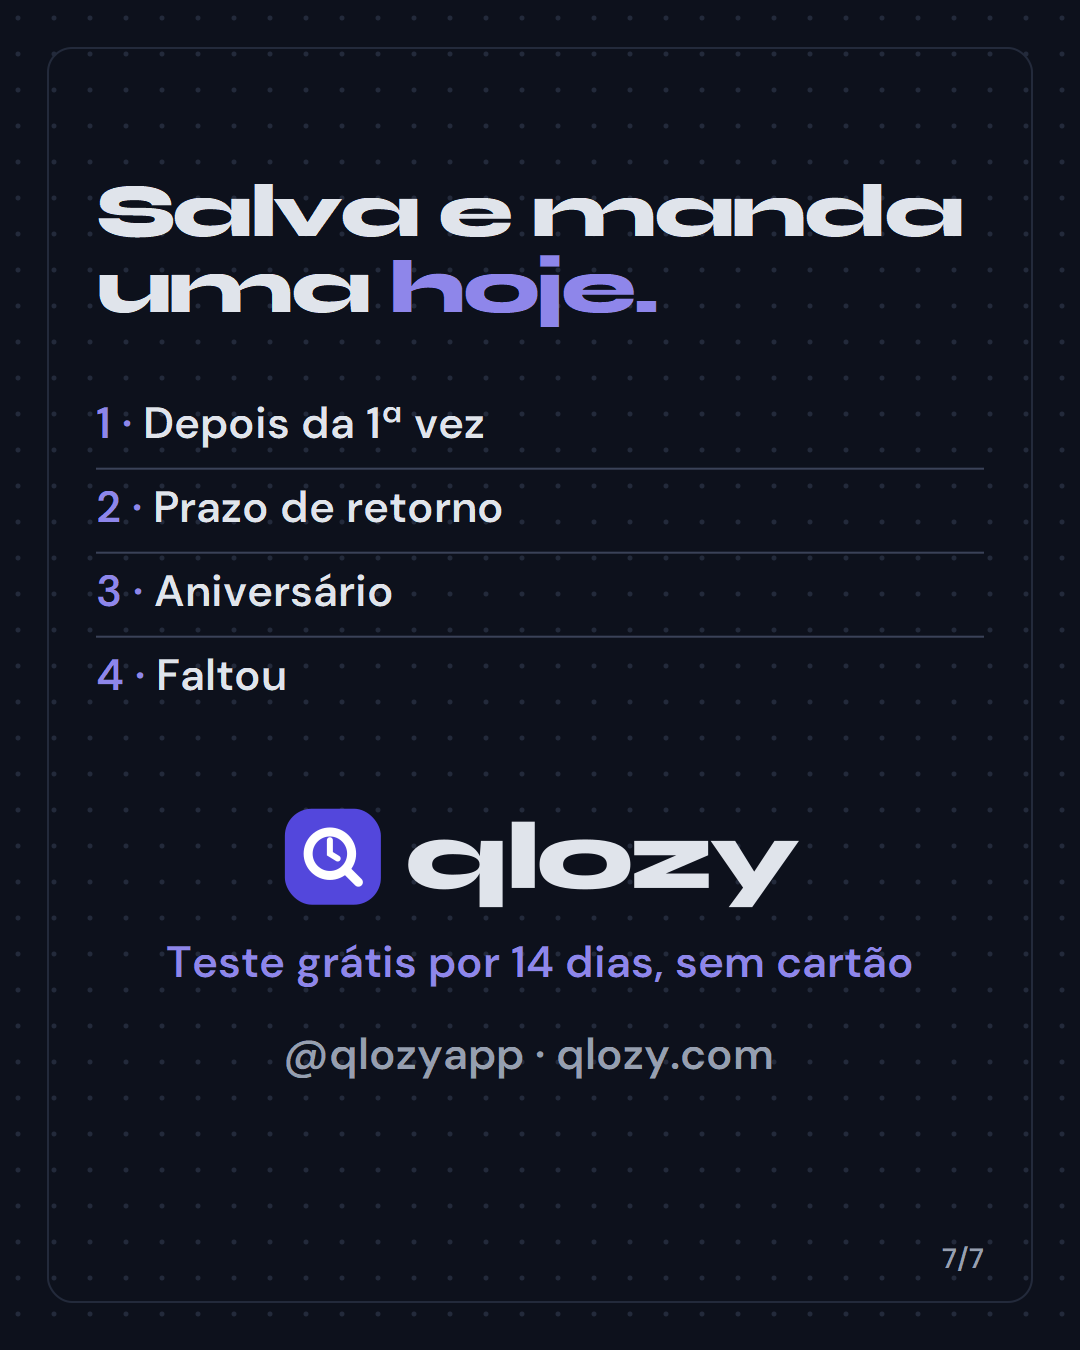 Salva e manda
uma hoje.
1 · Depois da 1ª vez
2 · Prazo de retorno
3 · Aniversário
4 · Faltou
qlozy
Teste grátis por 14 dias, sem cartão
@qlozyapp · qlozy.com
7/7